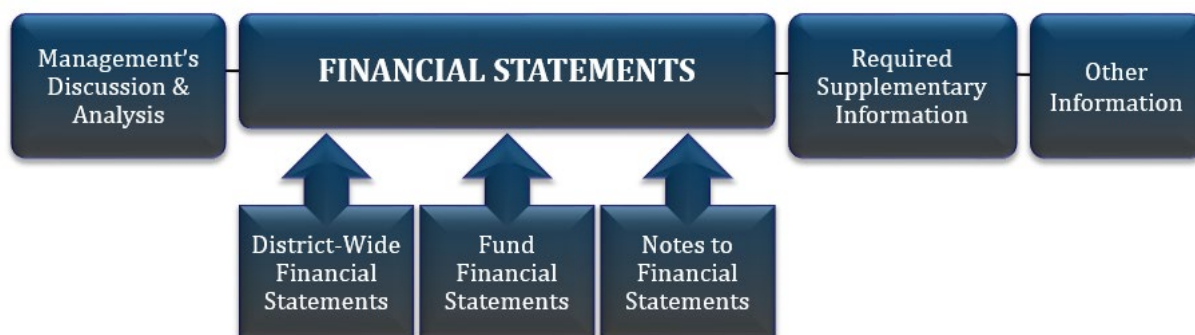 Management's
Discussion &
Analysis
FINANCIAL STATEMENTS
Required
Supplementary
Information
Other
Information
District-Wide
Financial
Statements
Fund
Financial
Statements
Notes to
Financial
Statements